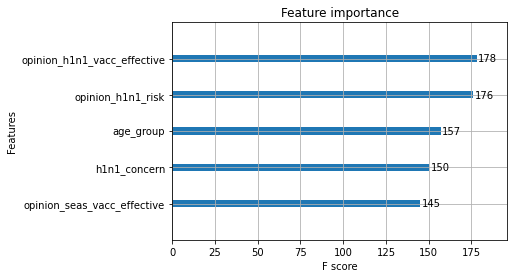 Feature importance
opinion_h1n1_vacc_effective
178
opinion_h1n1_risk
176
age_group
157
h1n1_concern
150
opinion_seas_vacc_effective
145
Features
0 25 50 75 100 125 150 175
F score